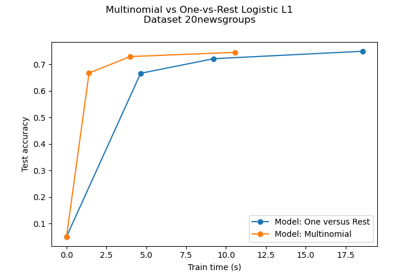 Multinomial vs One-vs-Rest Logistic L1
Dataset 20newsgroups
0.7
0.6
0.5
0.4
0.3
0.2
0.1
Test accuracy
Model: One versus Rest
Model: Multinomial
0.0 2.5 5.0 7.5 10.0 12.5 15.0 17.5
Train time (s)